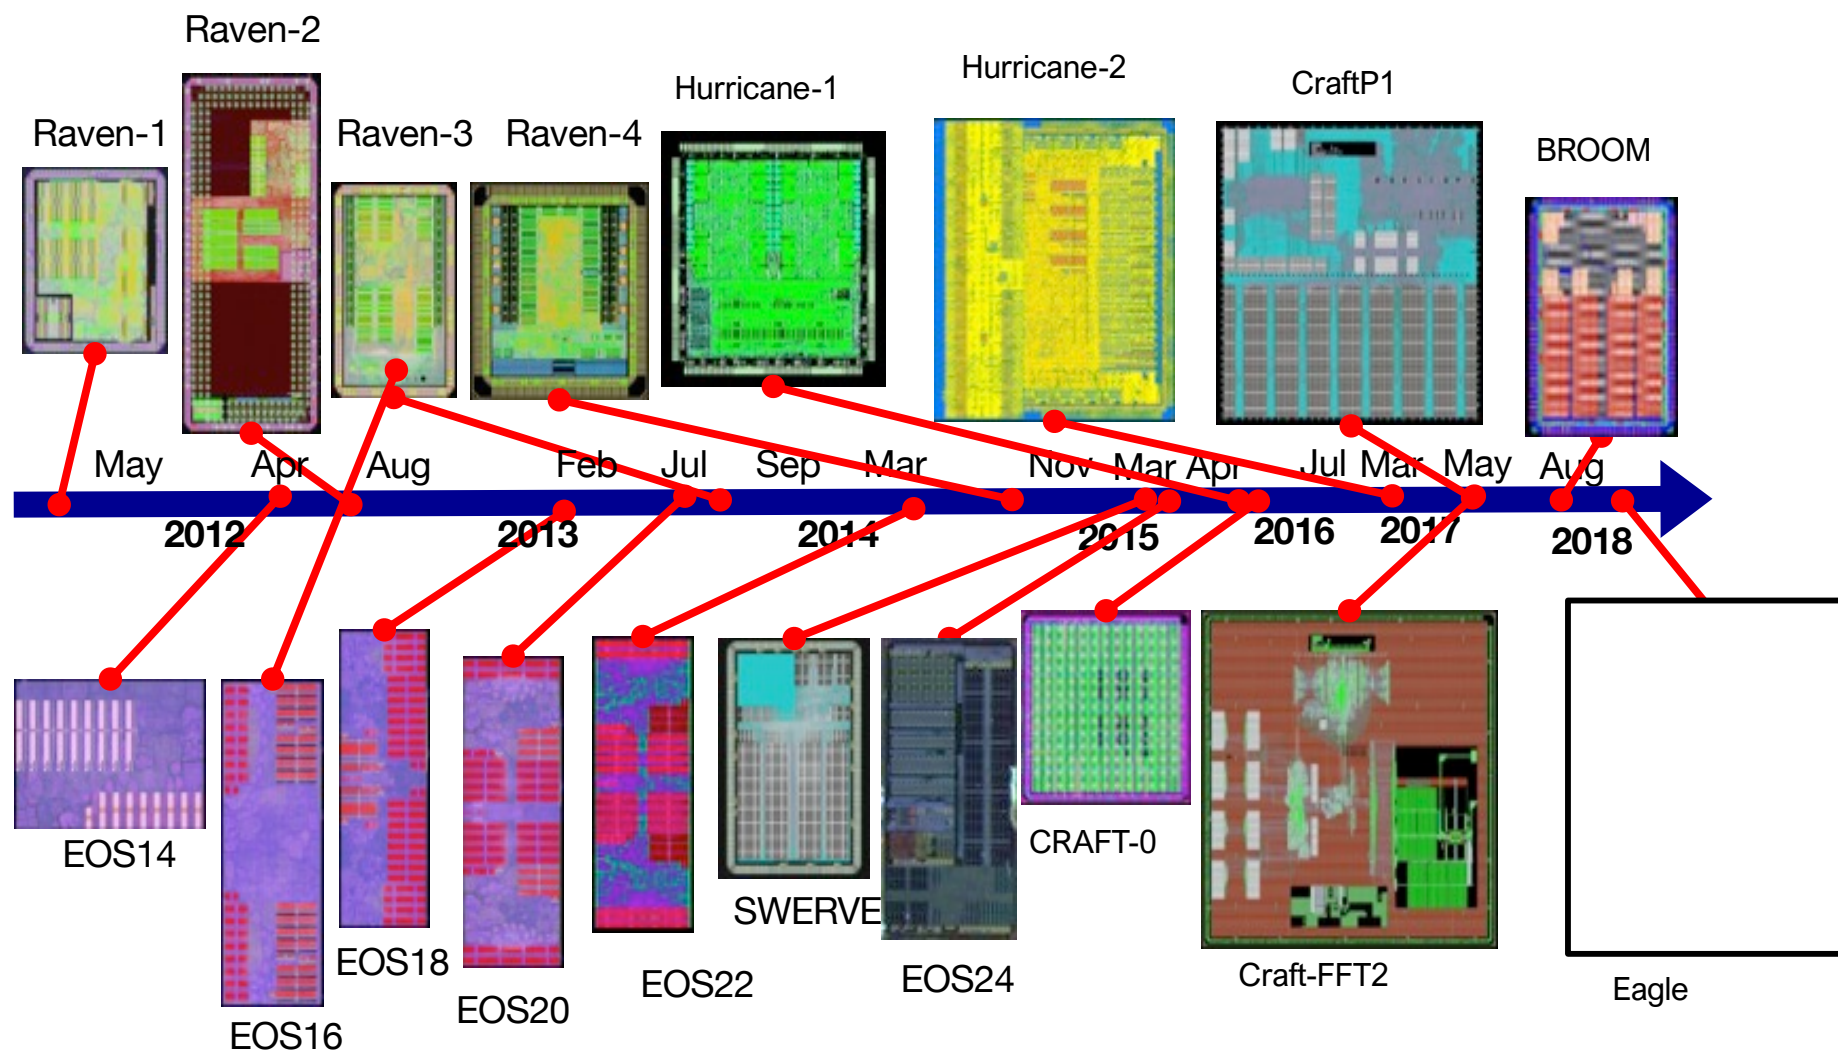 Raven-2
Hurricane-2
CraftP1
Hurricane-1
Raven-1
Raven-3
Raven-4
BROOM
May
Apr
Aug
Feb
Jul
Sep
Mar
Nov
Mar
Apr
Jul
Mar
May
Aug
2012
2013
2014
2015
2016
2017
2018
EOS14
CRAFT-0
SWERVE
EOS18
EOS22
EOS24
Craft-FFT2
Eagle
EOS20
EOS16